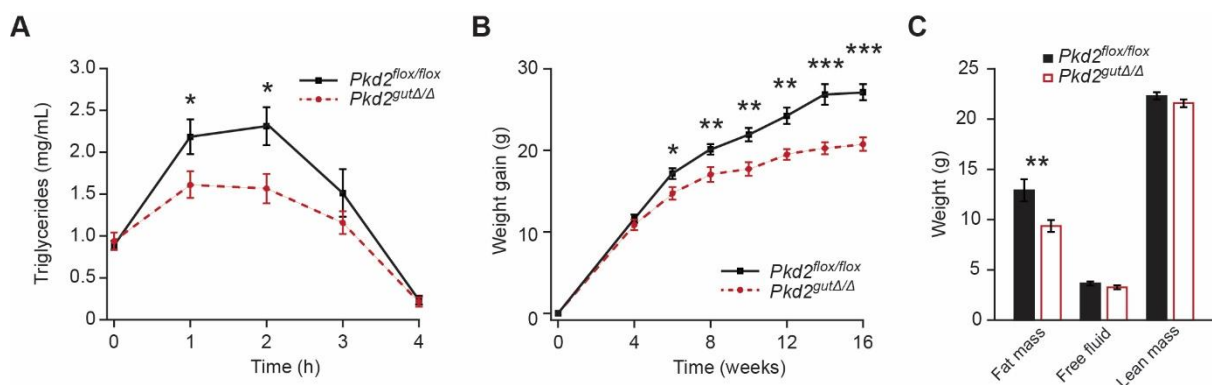 A
Triglycerides (mg/mL)
3.0
2.5
2.0
1.5
1.0
0.5
0
0 1 2 3 4
Time (h)
* *
Pkd2flox/flox
Pkd2gutΔ/Δ
B
Weight gain (g)
30
20
10
0
0 4 6 8 10 12 14 16
Time (weeks)
* ** ** ** *** ***
Pkd2flox/flox
Pkd2gutΔ/Δ
C
Pkd2flox/flox
Pkd2gutΔ/Δ
Weight (g)
25
20
15
10
5
0
**
Fat mass
Free fluid
Lean mass